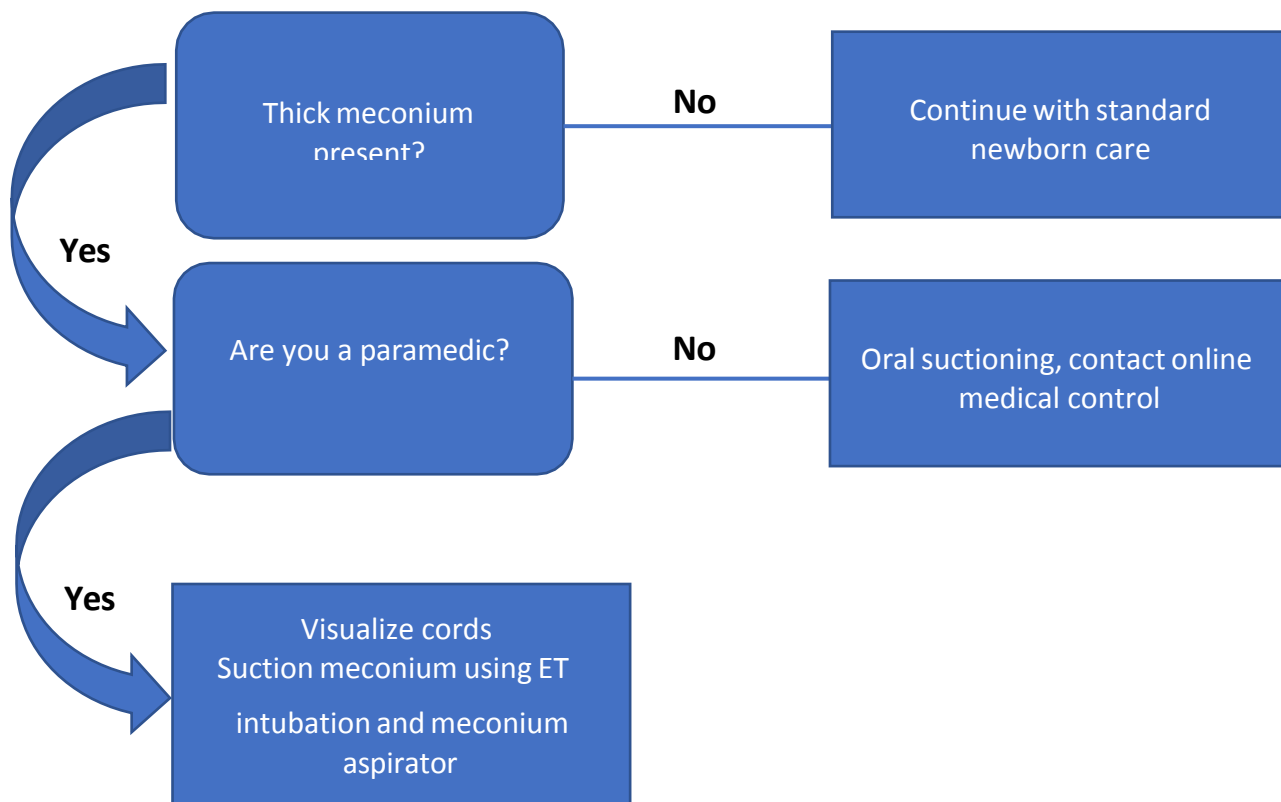 Thick meconium
present?
No
Continue with standard
newborn care
Yes
Are you a paramedic?
No
Oral suctioning, contact online
medical control
Yes
Visualize cords
Suction meconium using ET
intubation and meconium
aspirator